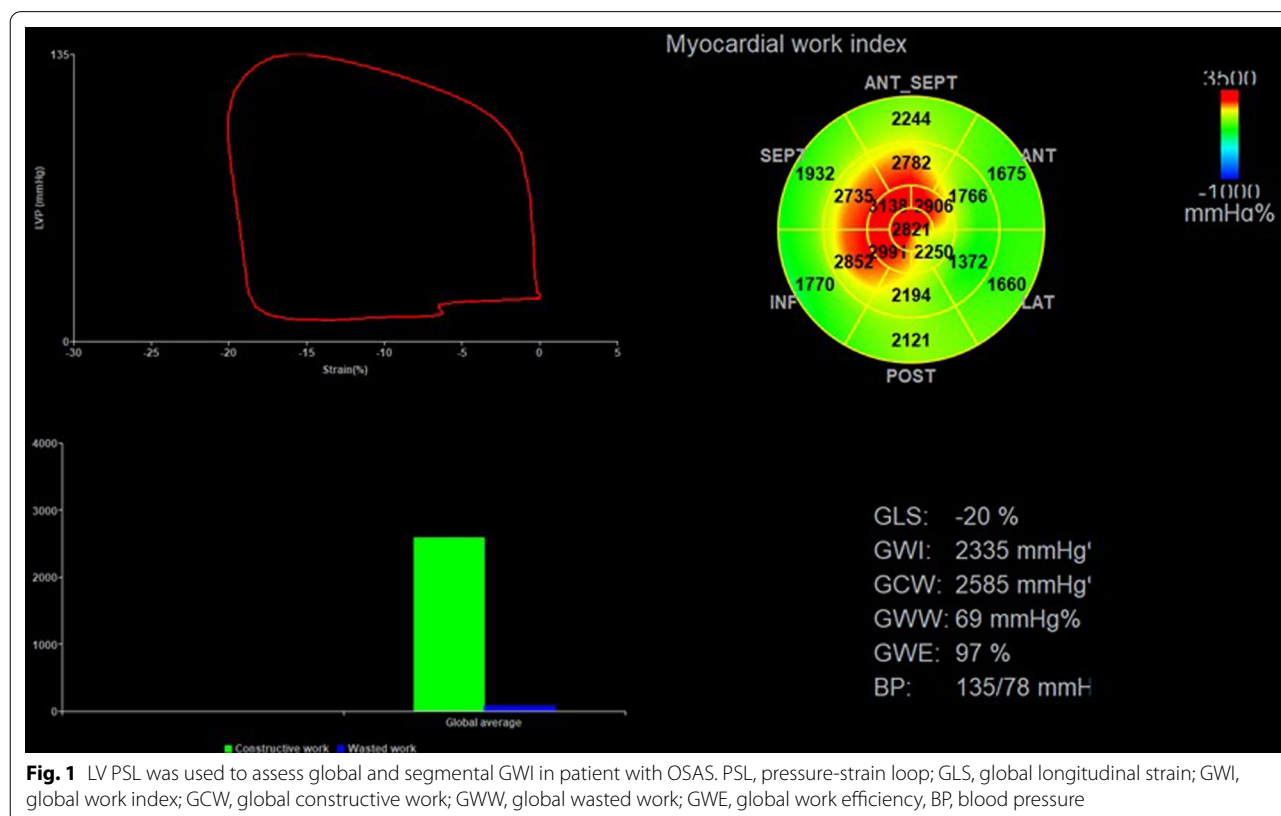 135
LVP (mmHg)
0
-30 -25 -20 -15 -10 -5 0 5
Strain(%)
Myocardial work index
ANT_SEPT
2244
SEPT 1932 2782 1675 ANT
2735 3138 2906 1766
2821
2852 2991 2250 1372
INF 1770 2194 1660 LAT
2121
POST
3500
-1000
mmHg%
4000
3000
2000
1000
0
Global average
Constructive work Wasted work
GLS: -20 %
GWI: 2335 mmHg
GCW: 2585 mmHg
GWW: 69 mmHg%
GWE: 97 %
BP: 135/78 mmH
Fig. 1 LV PSL was used to assess global and segmental GWI in patient with OSAS. PSL, pressure-strain loop; GLS, global longitudinal strain; GWI,
global work index; GCW, global constructive work; GWW, global wasted work; GWE, global work efficiency, BP, blood pressure